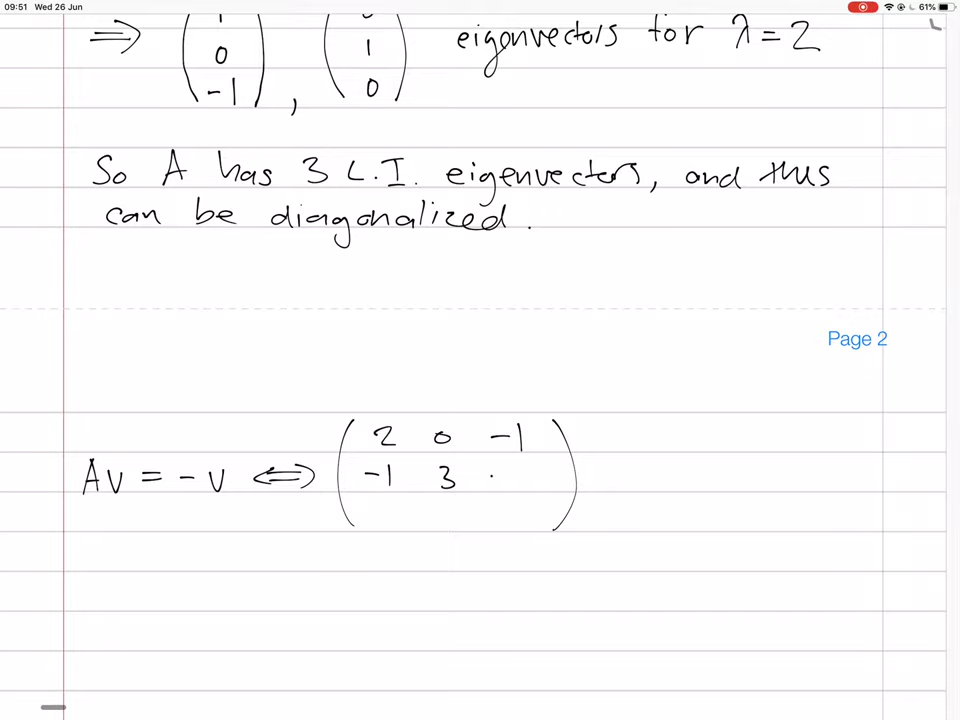 09:51 Wed 26 Jun 61%
⇒ ( 0 -1 ) , ( 1 0 ) eigenvectors for λ = 2
So A has 3 L.I. eigenvectors, and thus
can be diagonalized.
Page 2
Av = -v ⇔ ( 2 0 -1
-1 3 · )